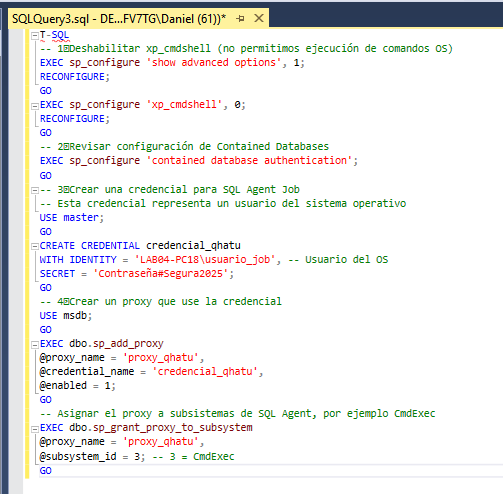 SQLQuery3.sql - DE...FV7TG\Daniel (61))*
T-SQL
-- 1 Deshabilitar xp_cmdshell (no permitimos ejecución de comandos OS)
EXEC sp_configure 'show advanced options', 1;
RECONFIGURE;
GO
EXEC sp_configure 'xp_cmdshell', 0;
RECONFIGURE;
GO
-- 2 Revisar configuración de Contained Databases
EXEC sp_configure 'contained database authentication';
GO
-- 3 Crear una credencial para SQL Agent Job
-- Esta credencial representa un usuario del sistema operativo
USE master;
GO
CREATE CREDENTIAL credencial_qhatu
WITH IDENTITY = 'LAB04-PC18\usuario_job', -- Usuario del OS
SECRET = 'Contraseña#Segura2025';
GO
-- 4 Crear un proxy que use la credencial
USE msdb;
GO
EXEC dbo.sp_add_proxy
@proxy_name = 'proxy_qhatu',
@credential_name = 'credencial_qhatu',
@enabled = 1;
GO
-- Asignar el proxy a subsistemas de SQL Agent, por ejemplo CmdExec
EXEC dbo.sp_grant_proxy_to_subsystem
@proxy_name = 'proxy_qhatu',
@subsystem_id = 3; -- 3 = CmdExec
GO